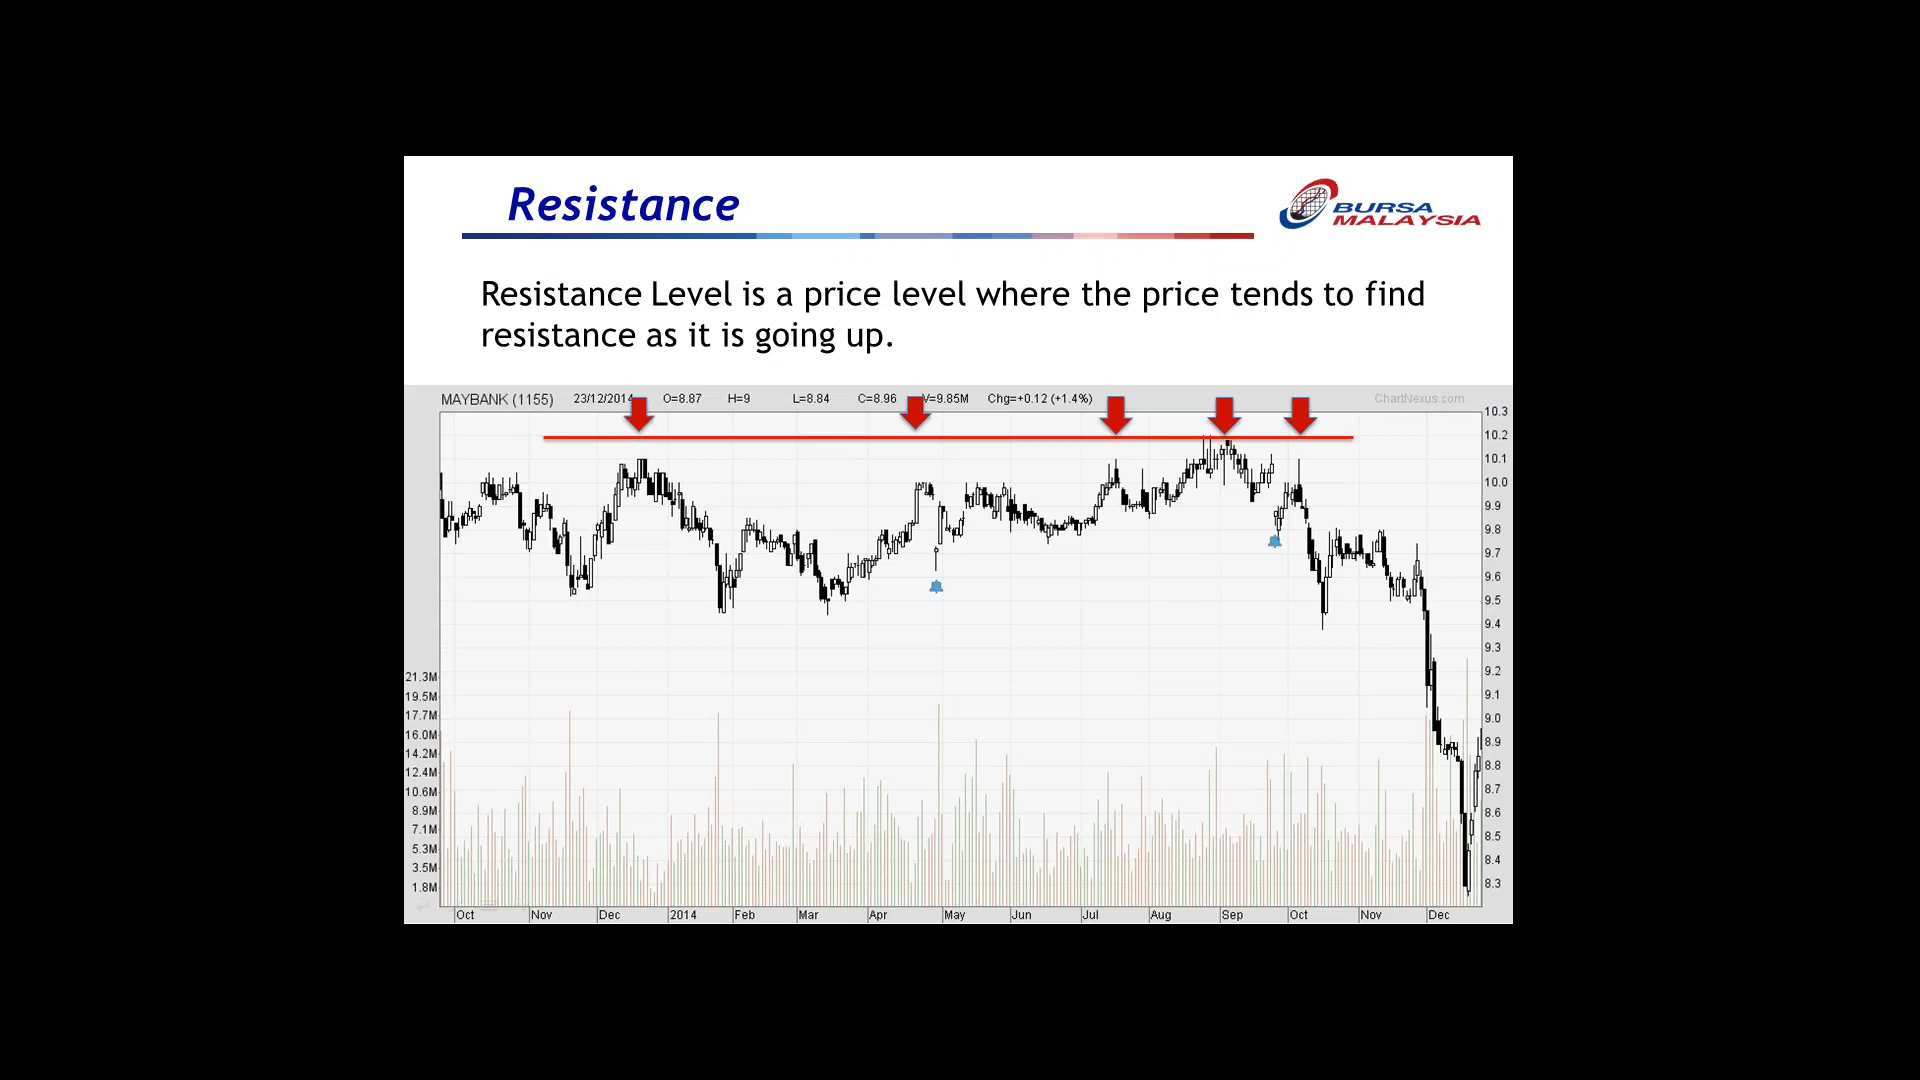 Resistance
BURSA
MALAYSIA
Resistance Level is a price level where the price tends to find
resistance as it is going up.
MAYBANK (1155) 23/12/2014 O=8.87 H=9 L=8.84 C=8.96 V=9.85M Chg=+0.12 (+1.4%) ChartNexus.com
10.3
10.2
10.1
10.0
9.9
9.8
9.7
9.6
9.5
9.4
9.3
9.2
9.1
9.0
8.9
8.8
8.7
8.6
8.5
8.4
8.3
21.3M
19.5M
17.7M
16.0M
14.2M
12.4M
10.6M
8.9M
7.1M
5.3M
3.5M
1.8M
Oct Nov Dec 2014 Feb Mar Apr May Jun Jul Aug Sep Oct Nov Dec